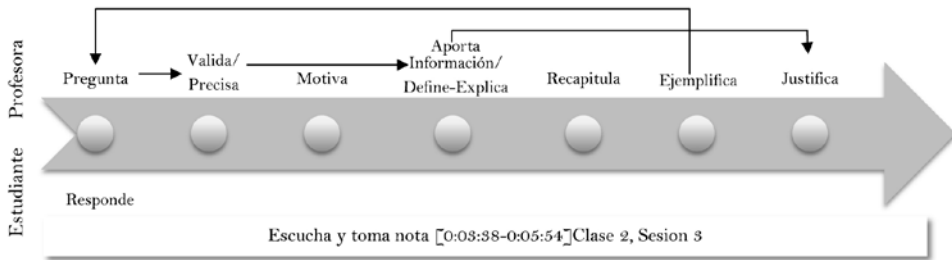 Profesora
Pregunta
Valida/
Precisa
Motiva
Aporta
Información/
Define-Explica
Recapitula
Ejemplifica
Justifica
Estudiante
Responde
Escucha y toma nota [0:03:38-0:05:54]Clase 2, Sesion 3